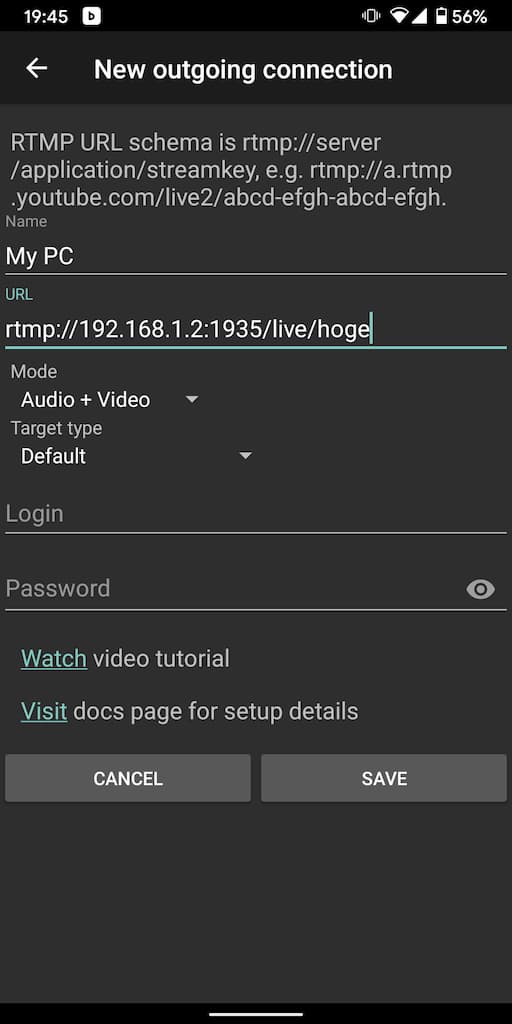 19:45 b 56%
New outgoing connection
RTMP URL schema is rtmp://server
/application/streamkey, e.g. rtmp://a.rtmp
.youtube.com/live2/abcd-efgh-abcd-efgh.
Name
My PC
URL
rtmp://192.168.1.2:1935/live/hoge
Mode
Audio + Video
Target type
Default
Login
Password
Watch video tutorial
Visit docs page for setup details
CANCEL SAVE